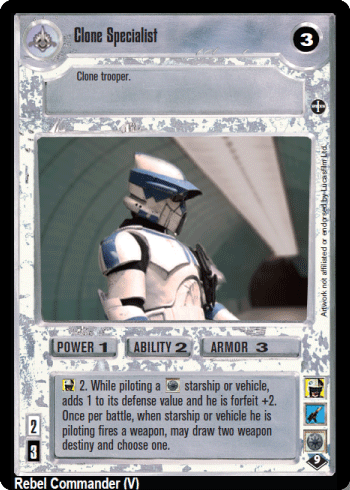 Clone Specialist
3
Clone trooper.
Artwork not affiliated or endorsed by Lucasfilm Ltd.
POWER 1
ABILITY 2
ARMOR 3
2. While piloting a starship or vehicle,
adds 1 to its defense value and he is forfeit +2.
Once per battle, when starship or vehicle he is
piloting fires a weapon, may draw two weapon
destiny and choose one.
2
3
9
Rebel Commander (V)